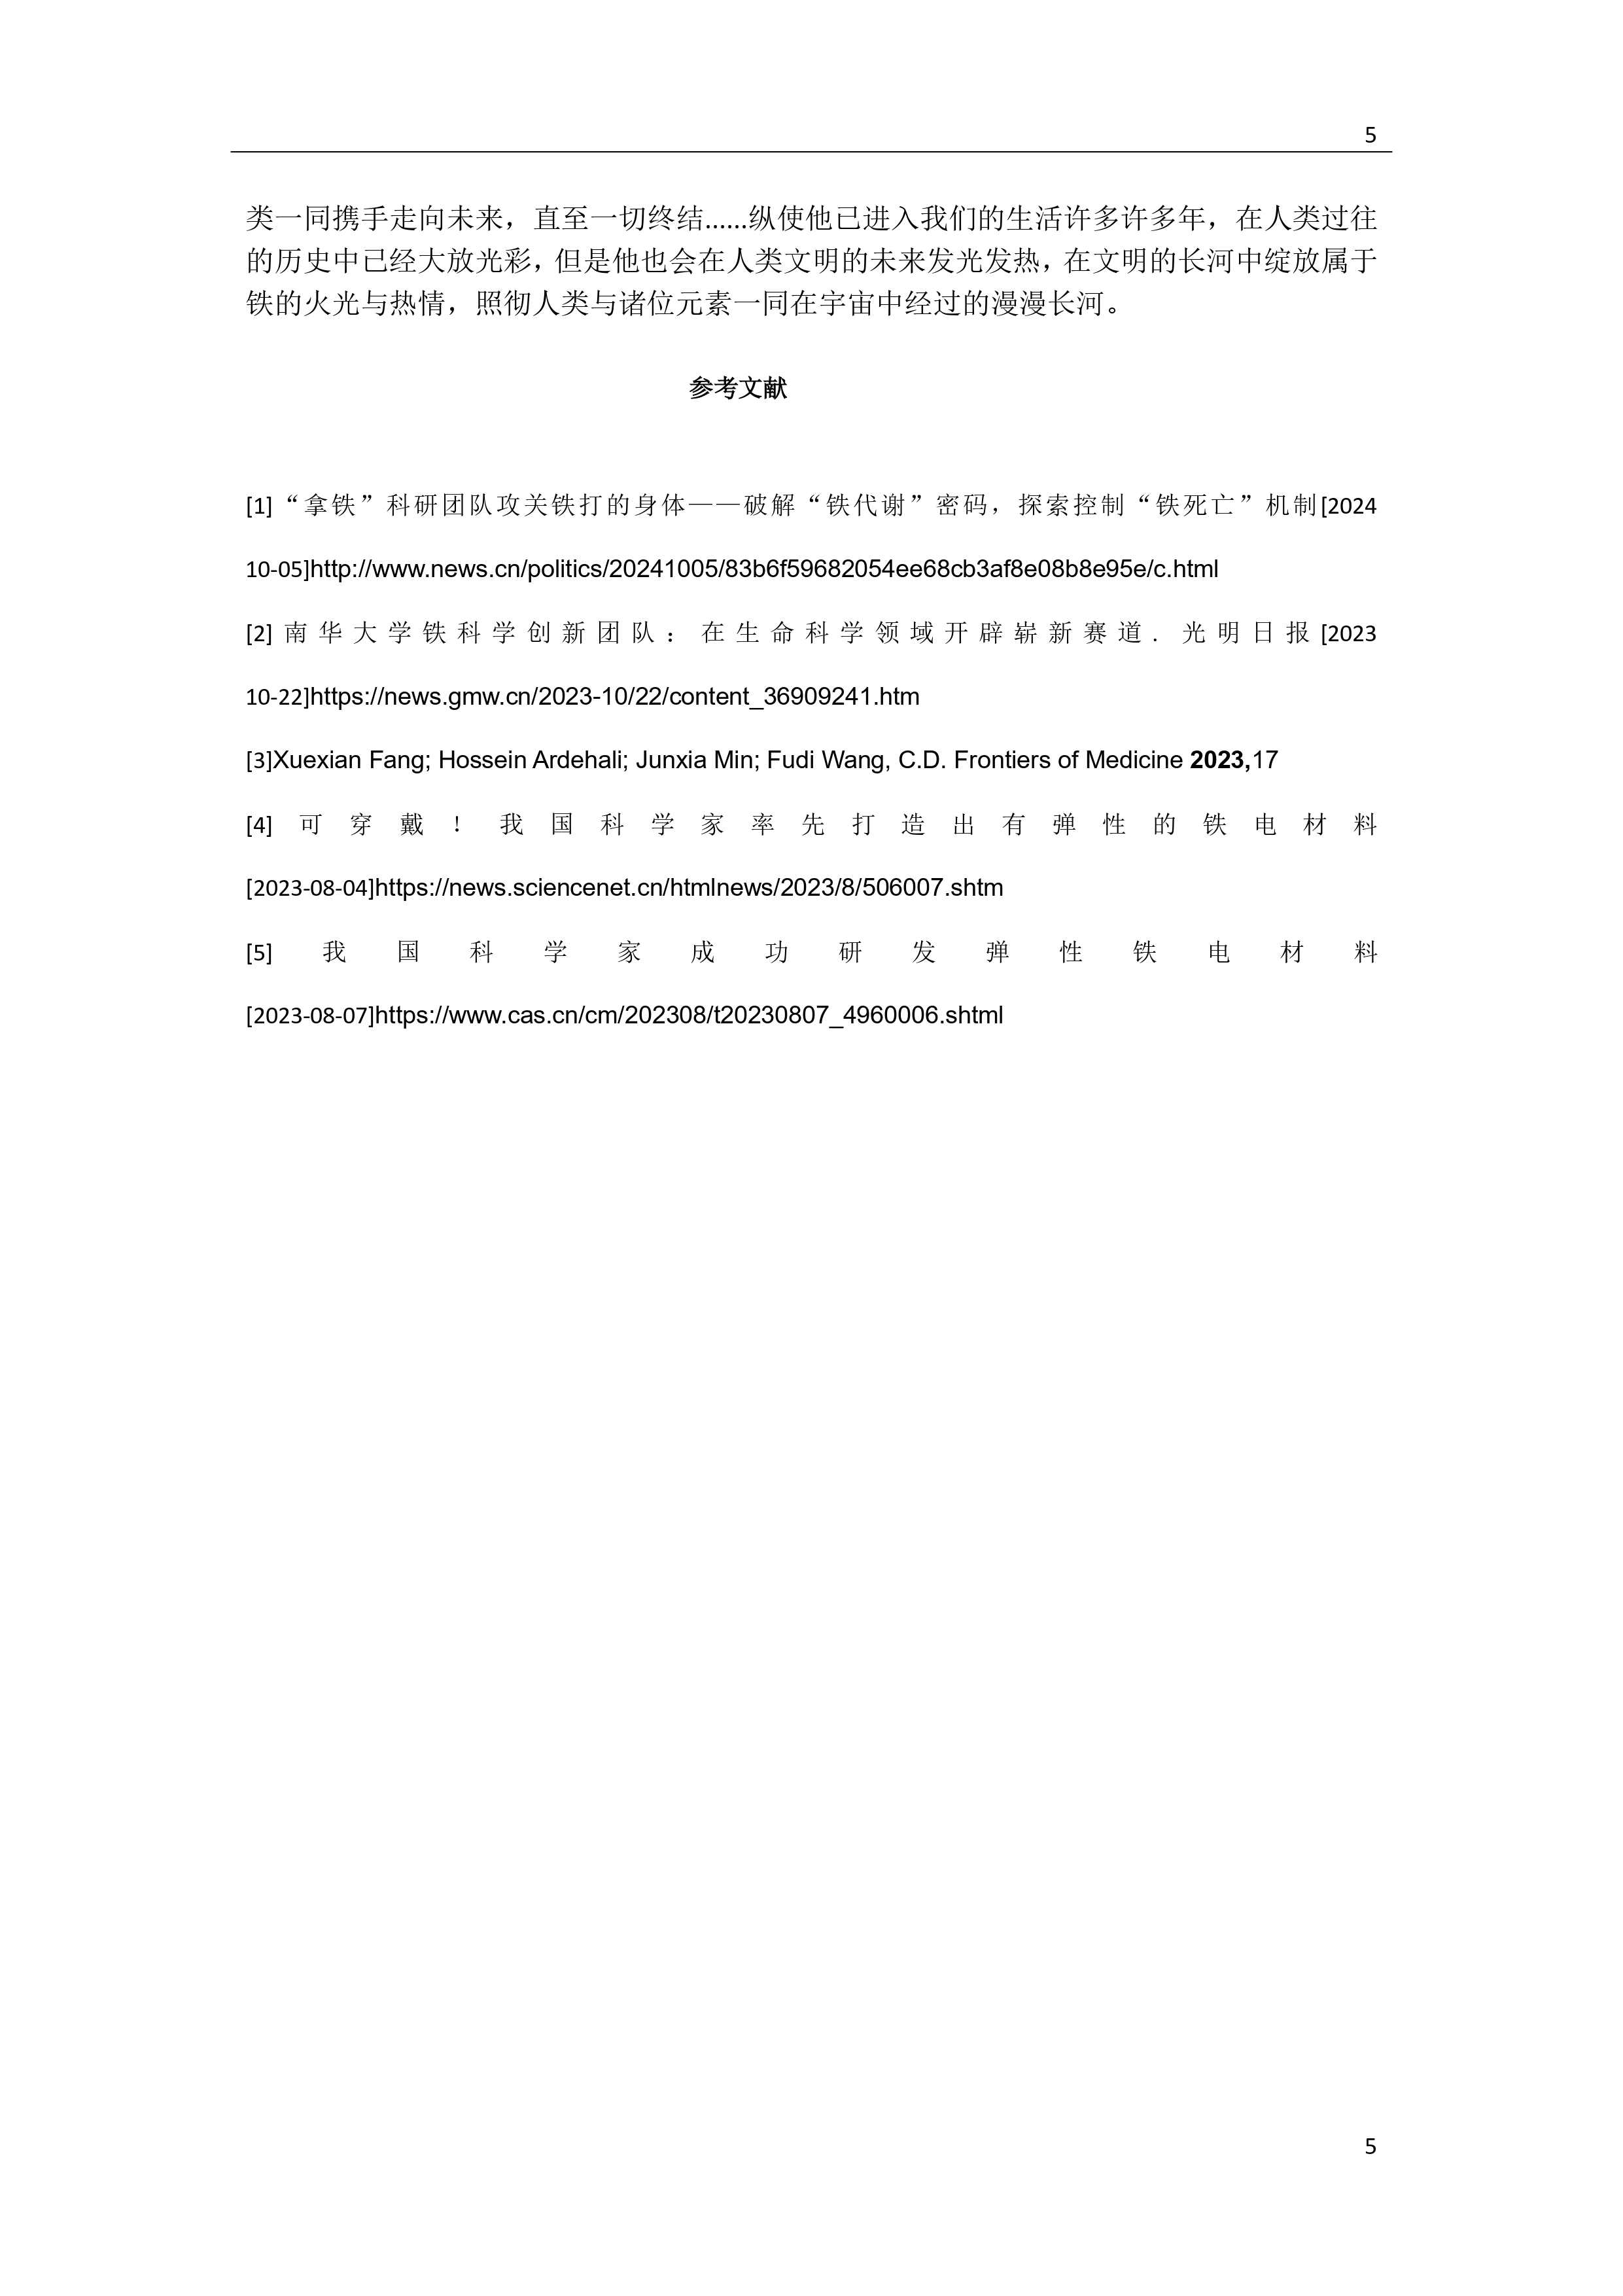 5
类一同携手走向未来，直至一切终结......纵使他已进入我们的生活许多许多年，在人类过往
的历史中已经大放光彩，但是他也会在人类文明的未来发光发热，在文明的长河中绽放属于
铁的火光与热情，照彻人类与诸位元素一同在宇宙中经过的漫漫长河。
参考文献
[1]“拿铁”科研团队攻关铁打的身体——破解“铁代谢”密码，探索控制“铁死亡”机制[2024
10-05]http://www.news.cn/politics/20241005/83b6f59682054ee68cb3af8e08b8e95e/c.html
[2]南华大学铁科学创新团队：在生命科学领域开辟崭新赛道. 光明日报[2023
10-22]https://news.gmw.cn/2023-10/22/content_36909241.htm
[3]Xuexian Fang; Hossein Ardehali; Junxia Min; Fudi Wang, C.D. Frontiers of Medicine 2023,17
[4]可穿戴！我国科学家率先打造出有弹性的铁电材料
[2023-08-04]https://news.sciencenet.cn/htmlnews/2023/8/506007.shtm
[5]我国科学家成功研发弹性铁电材料
[2023-08-07]https://www.cas.cn/cm/202308/t20230807_4960006.shtml
5